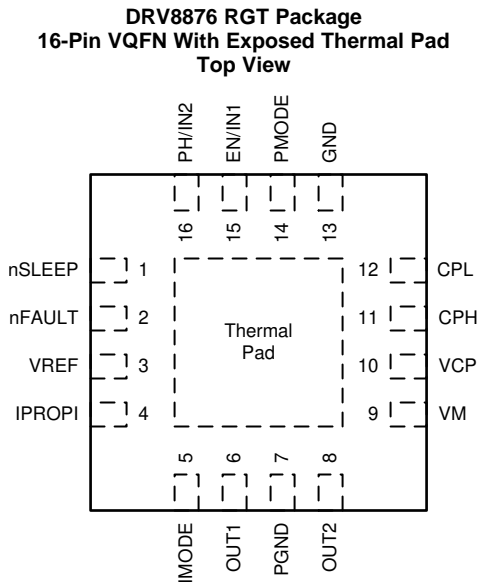 DRV8876 RGT Package
16-Pin VQFN With Exposed Thermal Pad
Top View
PH/IN2
EN/IN1
PMODE
GND
16
15
14
13
nSLEEP 1
12 CPL
nFAULT 2
11 CPH
VREF 3
10 VCP
IPROPI 4
9 VM
Thermal
Pad
5
6
7
8
IMODE
OUT1
PGND
OUT2